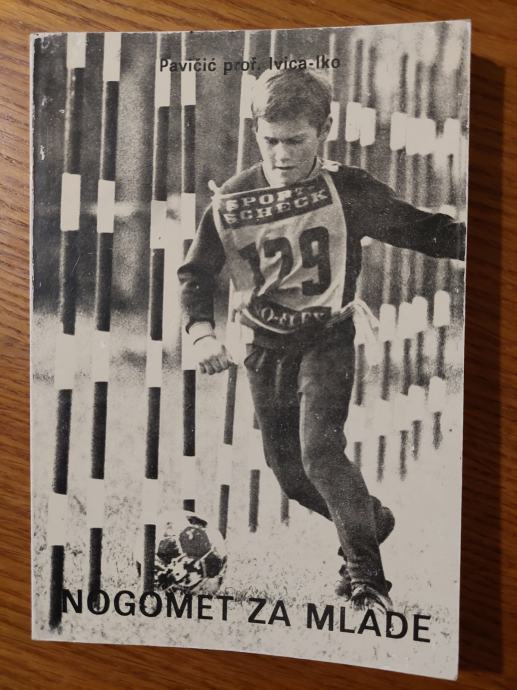 Pavičić prof. Ivica-Iko
SPORT
SCHECK
129
NOGOMET ZA MLADE